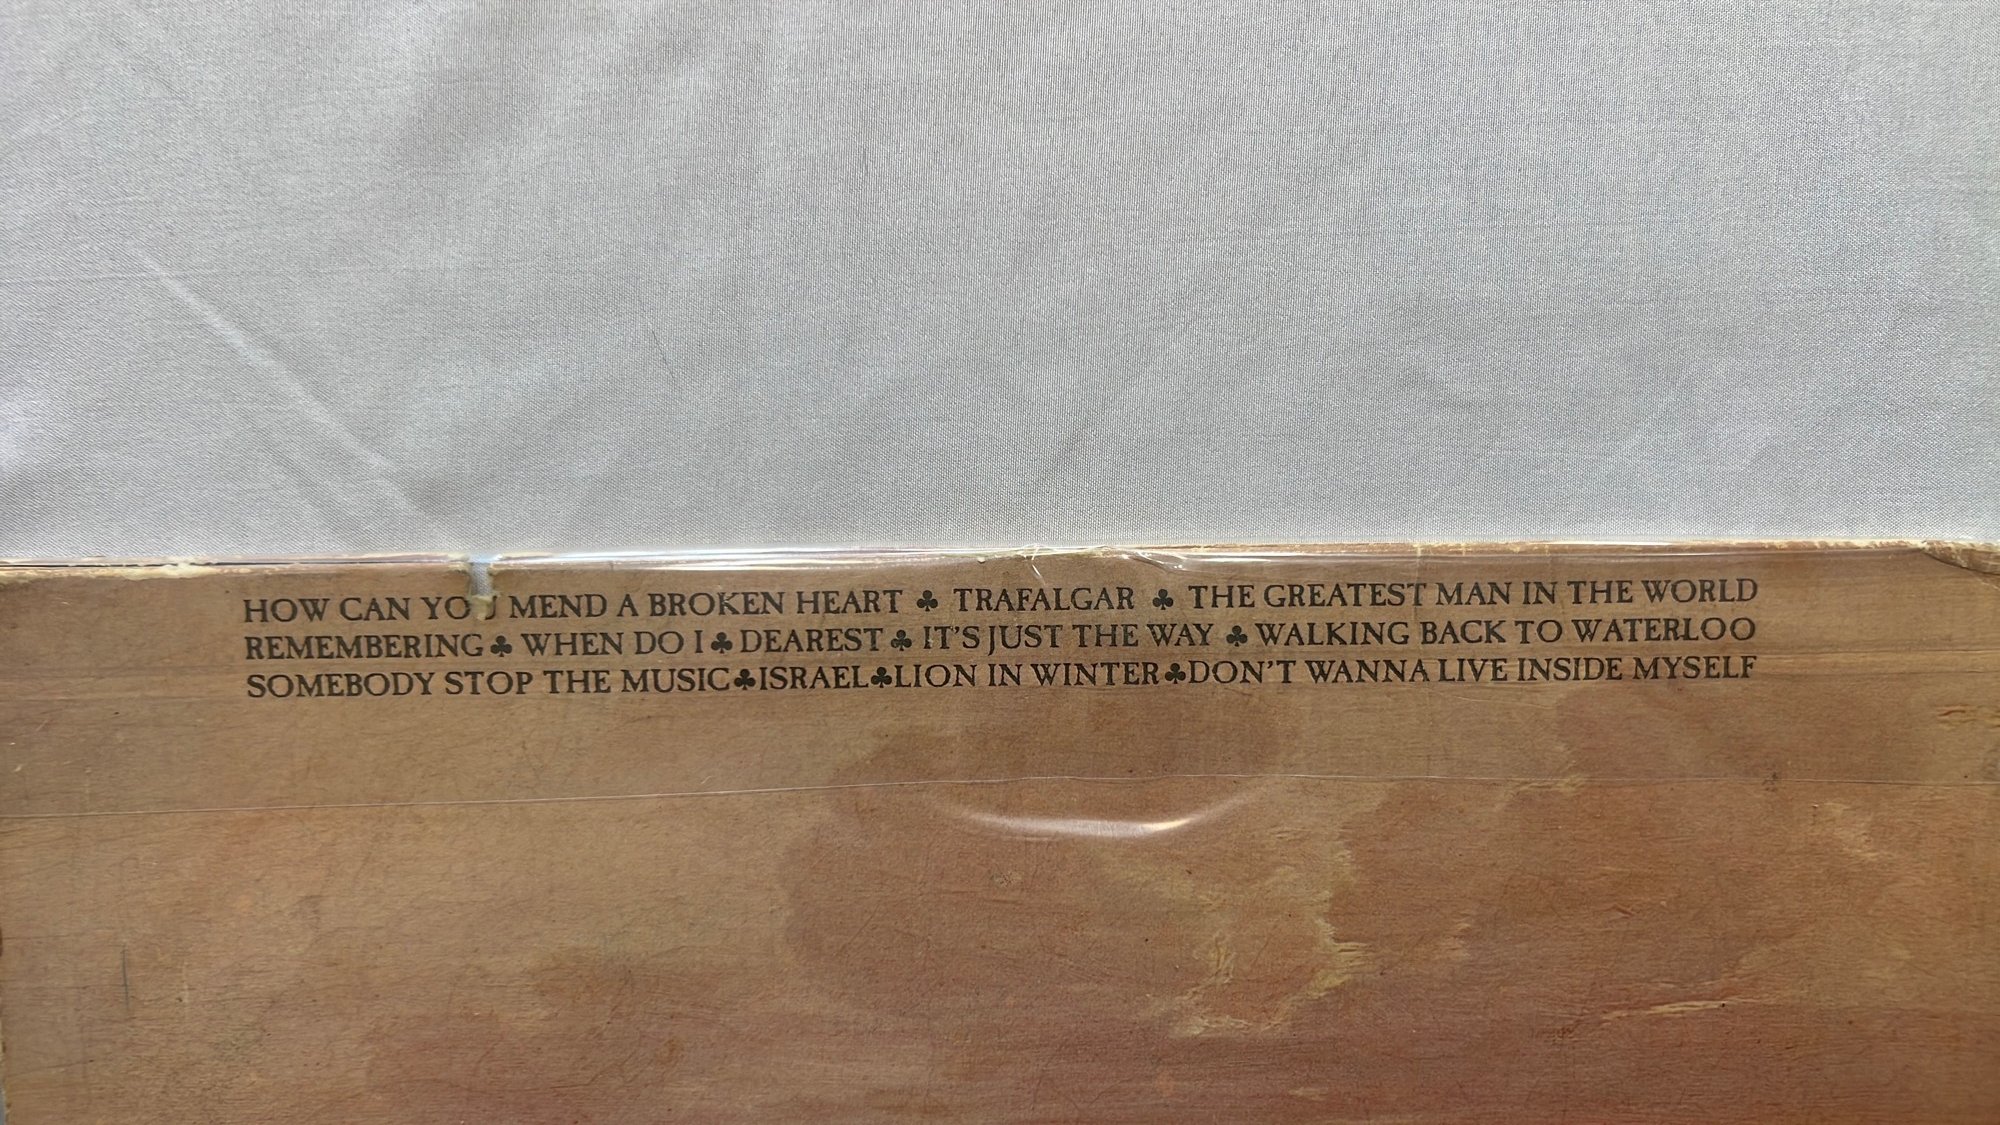 HOW CAN YOU MEND A BROKEN HEART ♣ TRAFALGAR ♣ THE GREATEST MAN IN THE WORLD
REMEMBERING ♣ WHEN DO I ♣ DEAREST ♣ IT'S JUST THE WAY ♣ WALKING BACK TO WATERLOO
SOMEBODY STOP THE MUSIC ♣ ISRAEL ♣ LION IN WINTER ♣ DON'T WANNA LIVE INSIDE MYSELF